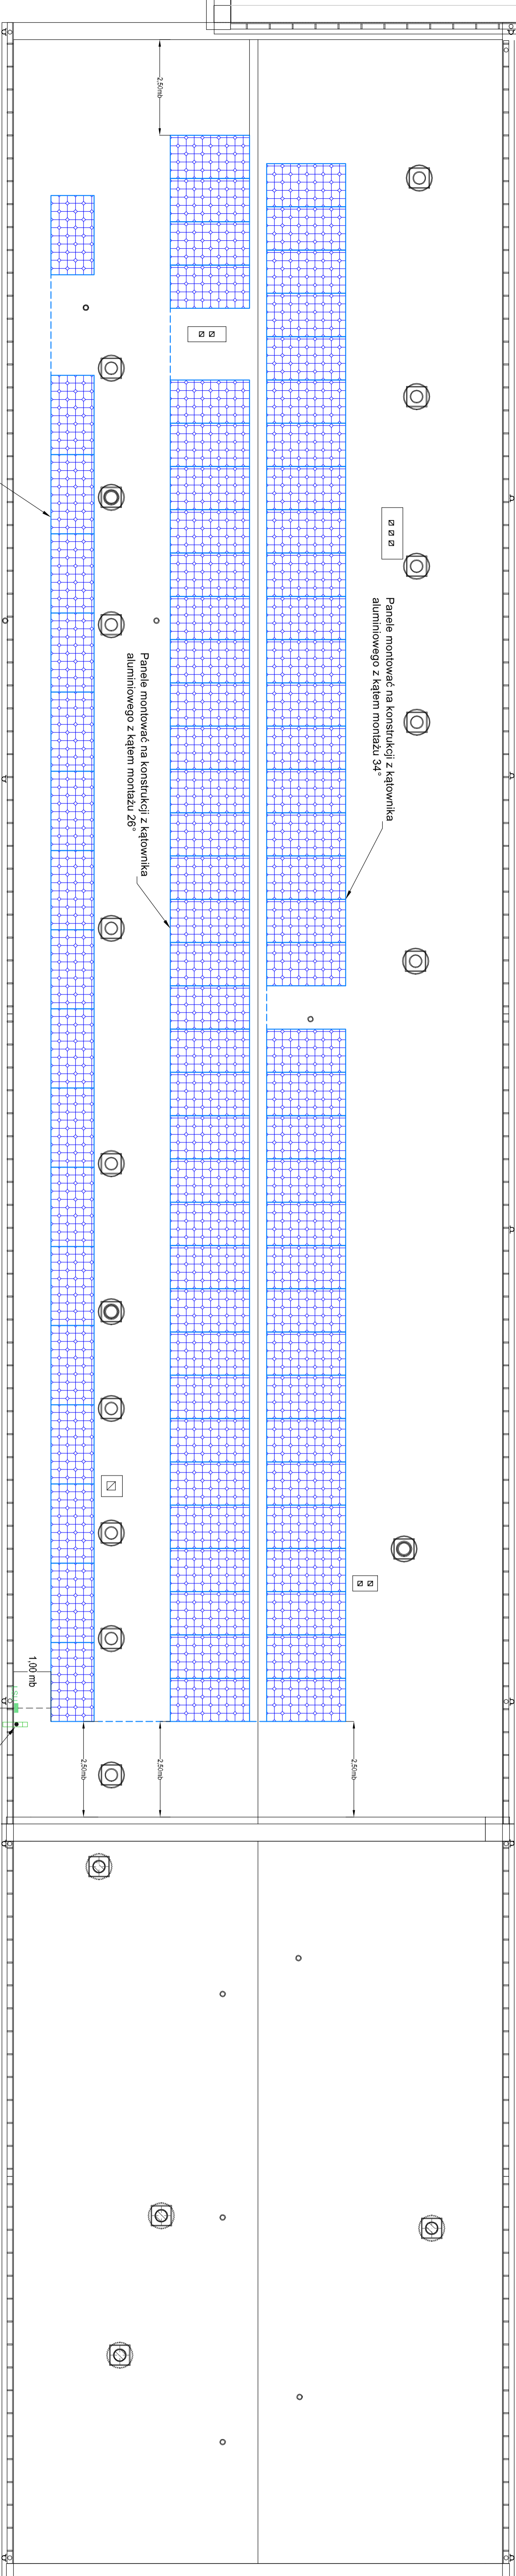 -2,50mb-
Panele montować na konstrukcji z kątownika
aluminiowego z kątem montażu 34°
Panele montować na konstrukcji z kątownika
aluminiowego z kątem montażu 26°
1,00 mb
-2,50mb-
-2,50mb-
-2,50mb-